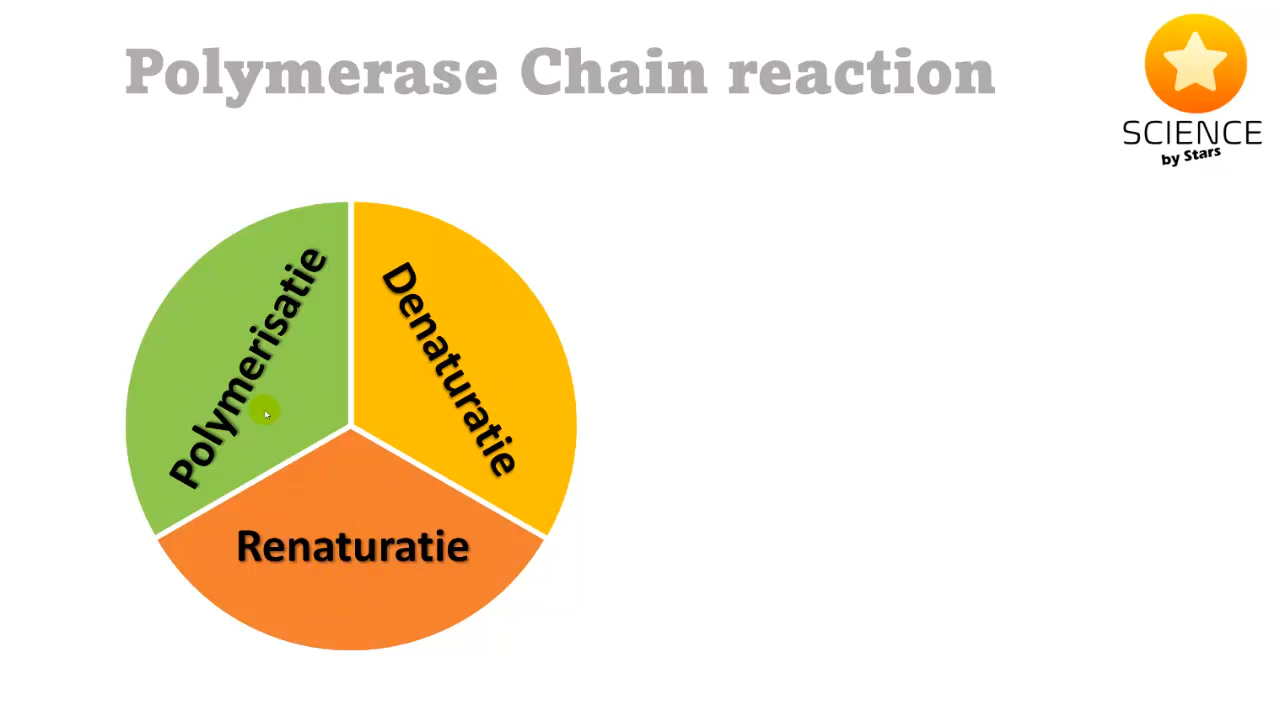 Polymerase Chain reaction
SCIENCE
by Stars
Polymerisatie
Denaturatie
Renaturatie